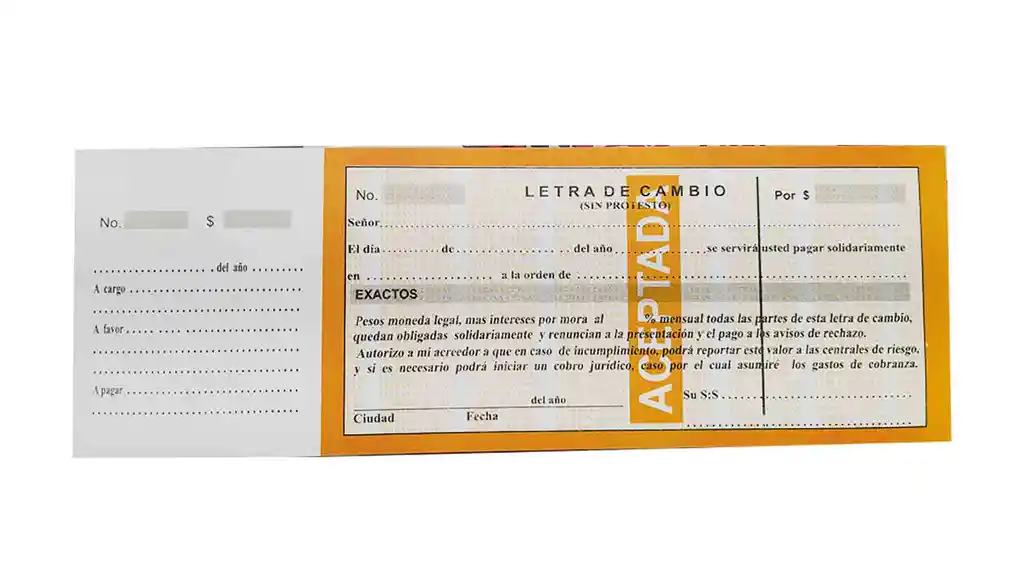 No. $
del año
A cargo
A favor
A pagar
No. LETRA DE CAMBIO Por $
(SIN PROTESTO)
Señor
El día de del año se servirá usted pagar solidariamente
en a la orden de
EXACTOS
Pesos moneda legal, mas intereses por mora al % mensual todas las partes de esta letra de cambio,
quedan obligadas solidariamente y renuncian a la presentación y el pago a los avisos de rechazo.
Autorizo a mi acreedor a que en caso de incumplimiento, podrá reportar este valor a las centrales de riesgo.
y si es necesario podrá iniciar un cobro jurídico, caso por el cual asumiré los gastos de cobranza.
del año Su S:S
Ciudad Fecha
ACEPTADA